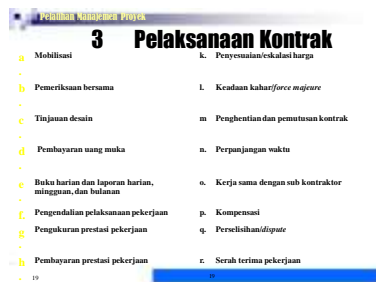 Pelatihan Manajemen Proyek
3 Pelaksanaan Kontrak
a. Mobilisasi
b. Pemeriksaan bersama
c. Tinjauan desain
d. Pembayaran uang muka
e. Buku harian dan laporan harian,
mingguan, dan bulanan
f. Pengendalian pelaksanaan pekerjaan
g. Pengukuran prestasi pekerjaan
h. Pembayaran prestasi pekerjaan
k. Penyesuaian/eskalasi harga
l. Keadaan kahar/force majeure
m Penghentian dan pemutusan kontrak
n. Perpanjangan waktu
o. Kerja sama dengan sub kontraktor
p. Kompensasi
q. Perselisihan/dispute
r. Serah terima pekerjaan
19
19